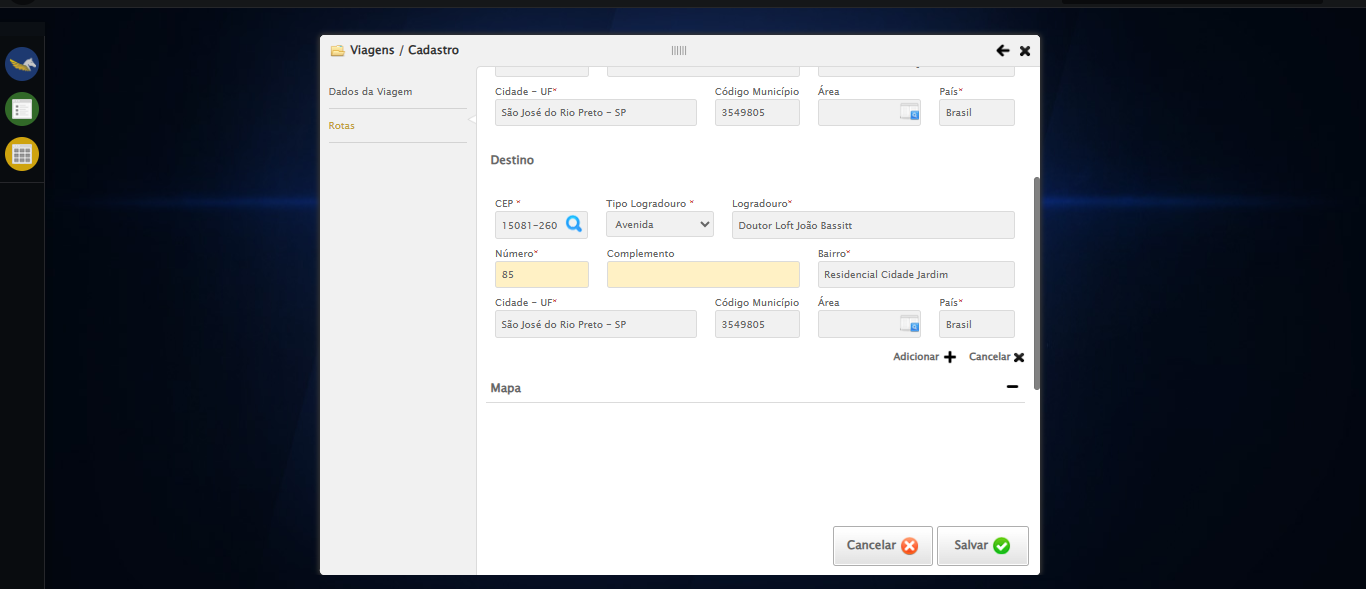 Viagens / Cadastro
Dados da Viagem
Rotas
Cidade - UF* Código Município Área País*
São José do Rio Preto - SP 3549805 Brasil
Destino
CEP * Tipo Logradouro * Logradouro*
15081-260 Avenida Doutor Loft João Bassitt
Número* Complemento Bairro*
85 Residencial Cidade Jardim
Cidade - UF* Código Município Área País*
São José do Rio Preto - SP 3549805 Brasil
Adicionar Cancelar
Mapa
Cancelar Salvar